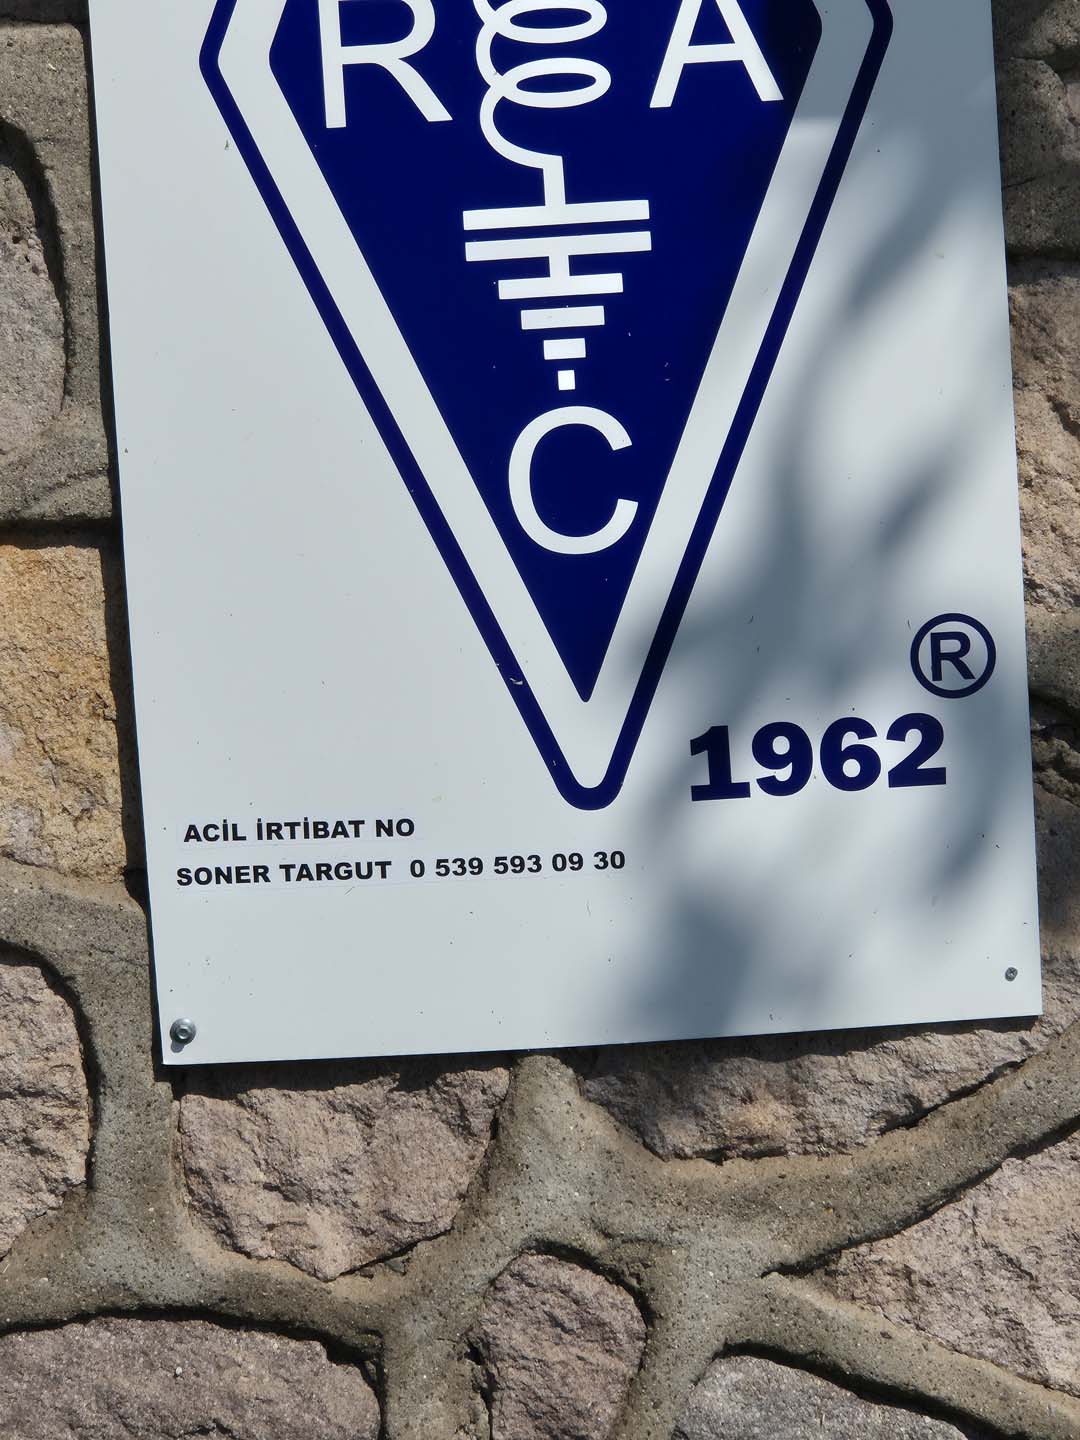 R A
C
®
1962
ACİL İRTİBAT NO
SONER TARGUT 0 539 593 09 30